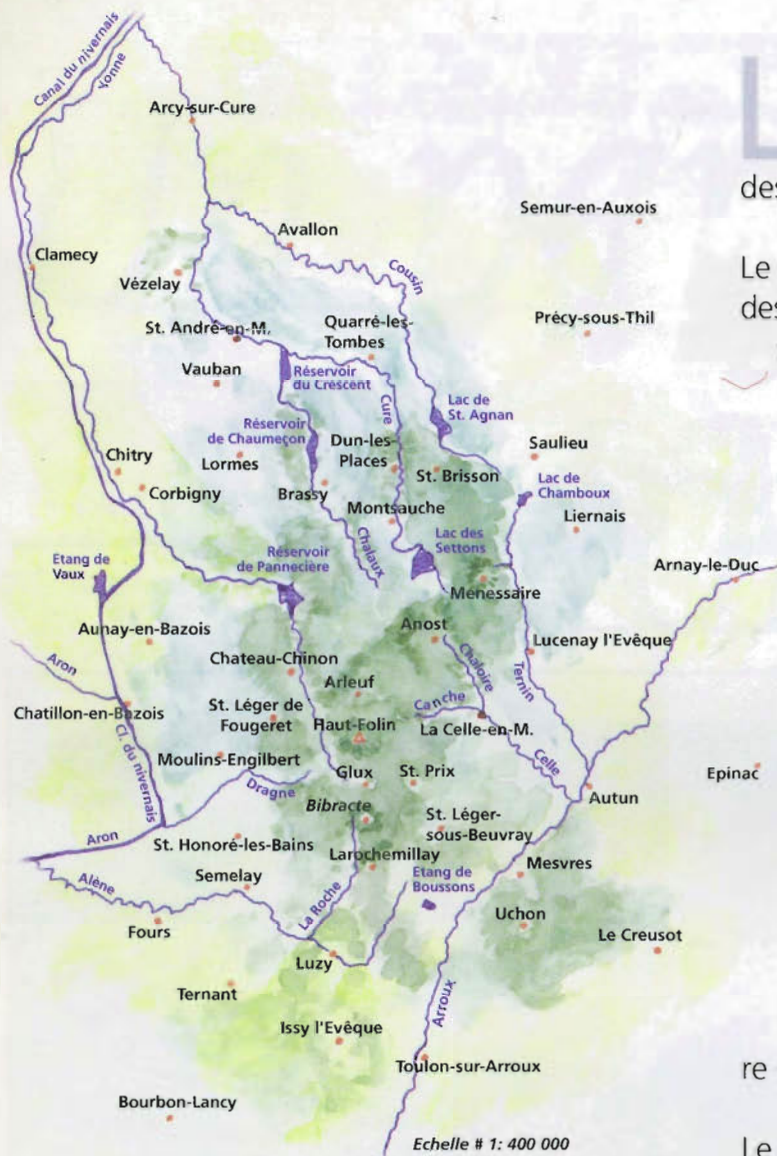 Canal du nivernais
Yonne
Arcy-sur-Cure
L
des
Semur-en-Auxois
Avallon
Clamecy
Cousin
Le
Vézelay
des
St. André-en-M.
Quarré-les-
Tombes
Précy-sous-Thil
Vauban
Réservoir
du Crescent
Cure
Lac de
St. Agnan
Réservoir
de Chaumeçon
Dun-les-
Places
Saulieu
Chitry
Lormes
St. Brisson
Lac de
Chamboux
Corbigny
Brassy
Montsauche
Liernais
Etang de
Vaux
Réservoir
de Pannecière
Chalaux
Lac des
Settons
Arnay-le-Duc
Ménessaire
Aunay-en-Bazois
Anost
Lucenay l'Evêque
Aron
Chateau-Chinon
Chaloire
Ternin
Arleuf
Canche
Chatillon-en-Bazois
St. Léger de
Fougeret
Haut-Folin
La Celle-en-M.
Cl. du nivernais
Moulins-Engilbert
Celle
Glux
St. Prix
Epinac
Dragne
Autun
Bibracte
Aron
St. Honoré-les-Bains
St. Léger-
sous-Beuvray
Larochemillay
Mesvres
Alène
Semelay
La Roche
Etang de
Boussons
Uchon
Fours
Le Creusot
Luzy
Ternant
Arroux
Issy l'Evêque
Toulon-sur-Arroux
re
Bourbon-Lancy
Echelle # 1: 400 000
Le